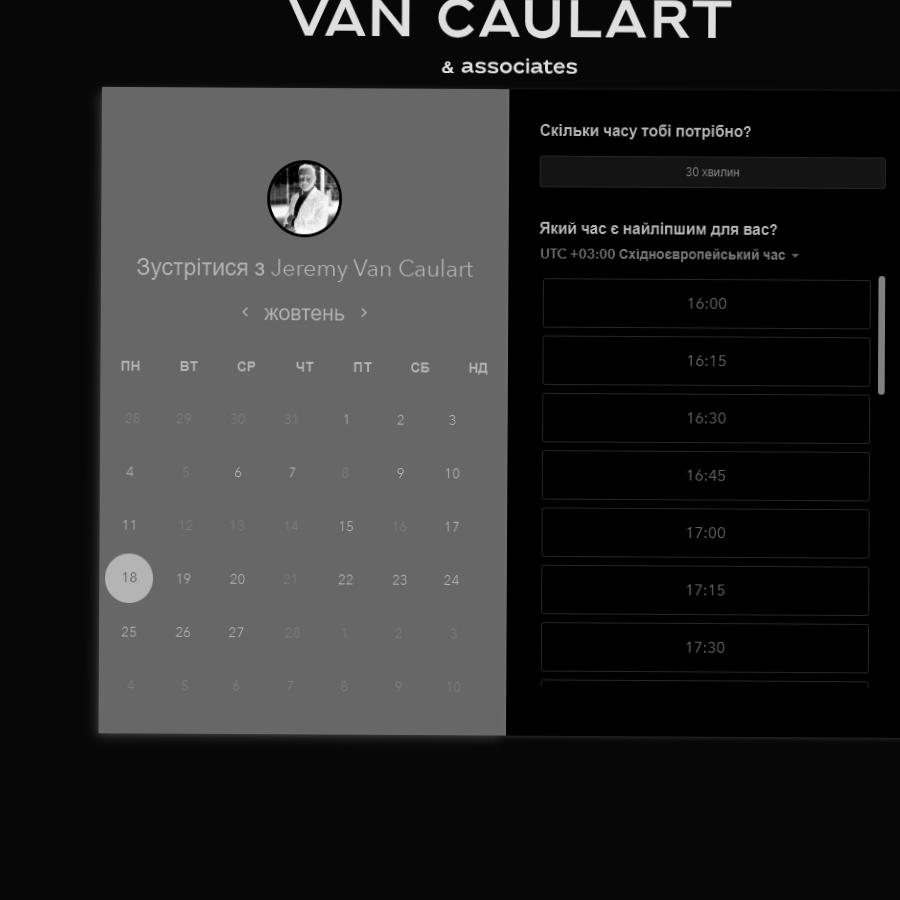 VAN CAULART
& associates
Зустрітися з Jeremy Van Caulart
жовтень
ПН ВТ СР ЧТ ПТ СБ НД
28 29 30 31 1 2 3
4 5 6 7 8 9 10
11 12 13 14 15 16 17
18 19 20 21 22 23 24
25 26 27 28 1 2 3
4 5 6 7 8 9 10
Скільки часу тобі потрібно?
30 хвилин
Який час є найліпшим для вас?
UTC +03:00 Східноєвропейський час
16:00
16:15
16:30
16:45
17:00
17:15
17:30